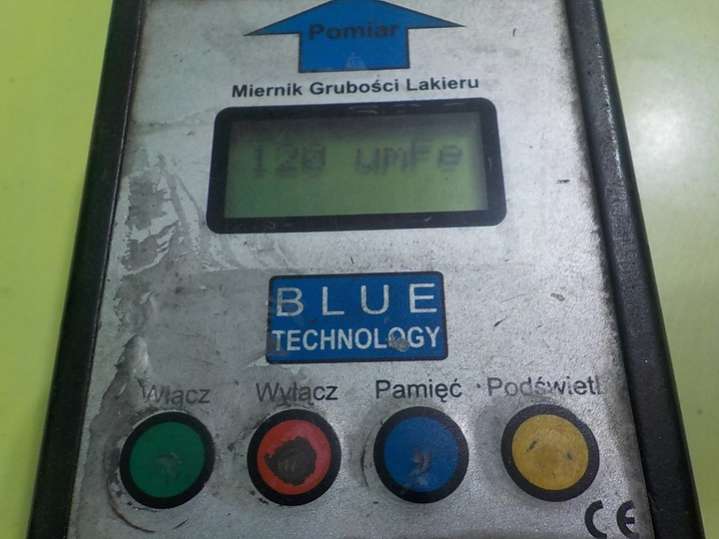 Pomiar
Miernik Grubości Lakieru
120 umFe
BLUE
TECHNOLOGY
Włącz Wyłącz Pamięć Podświetl
CE